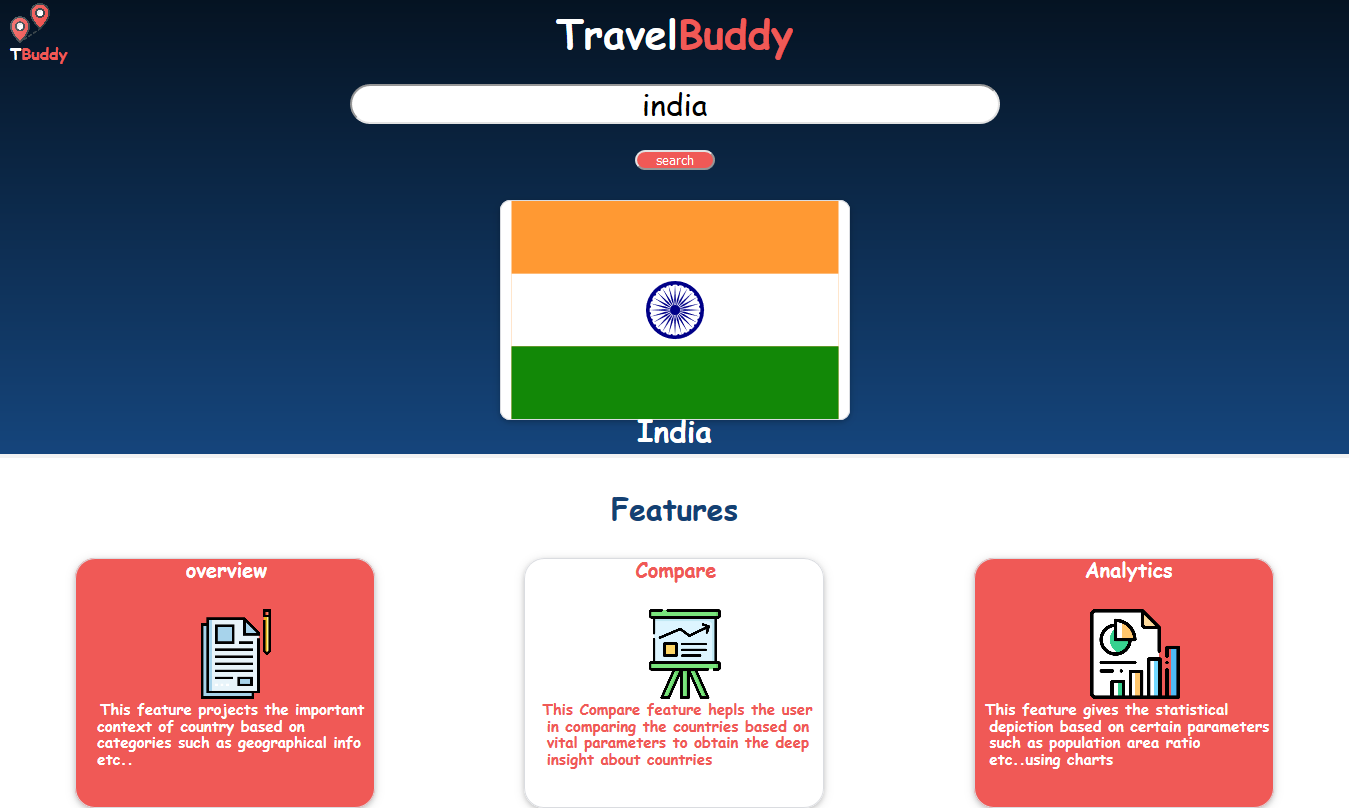 TBuddy
TravelBuddy
india
search
India
Features
overview
This feature projects the important
context of country based on
categories such as geographical info
etc..
Compare
This Compare feature hepls the user
in comparing the countries based on
vital parameters to obtain the deep
insight about countries
Analytics
This feature gives the statistical
depiction based on certain parameters
such as population area ratio
etc..using charts